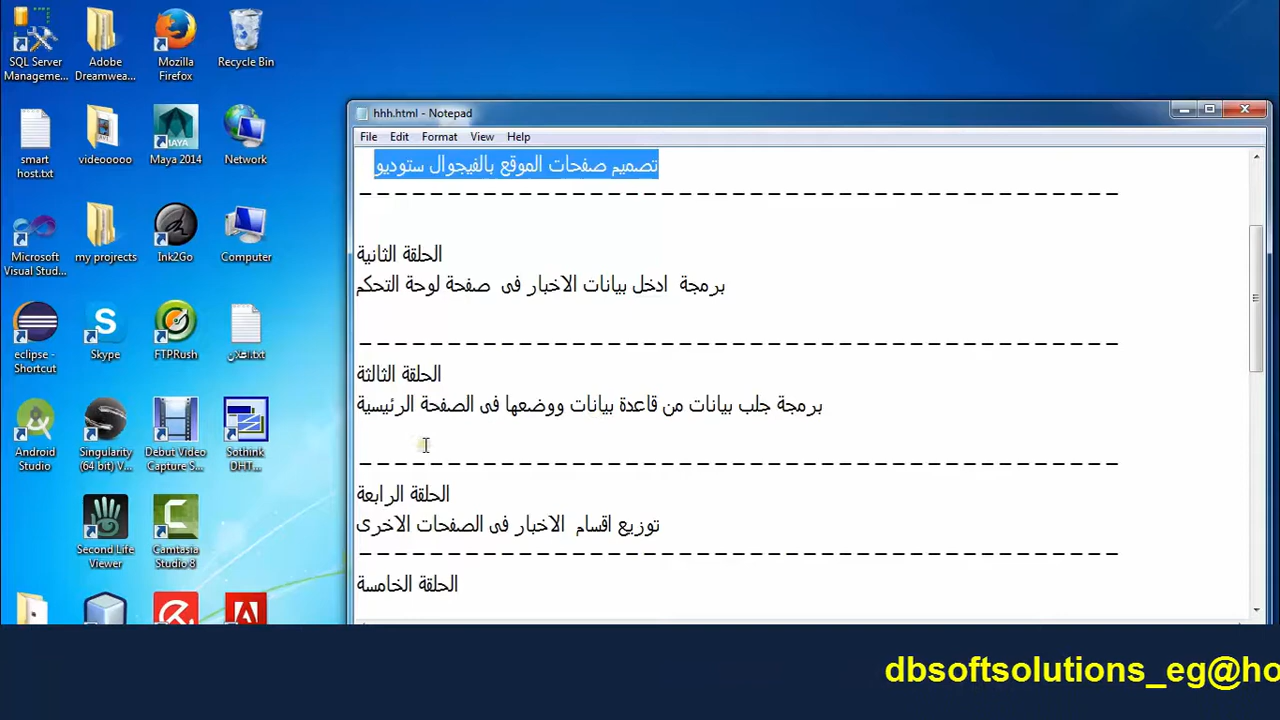 SQL Server Manageme...
Adobe Dreamwea...
Mozilla Firefox
Recycle Bin
smart host.txt
videooooo
Maya 2014
Network
Microsoft Visual Stud...
my projects
Ink2Go
Computer
eclipse - Shortcut
Skype
FTPRush
اعلان.txt
Android Studio
Singularity (64 bit) V...
Debut Video Capture S...
Sothink DHT...
Second Life Viewer
Camtasia Studio 8
hhh.html - Notepad
File Edit Format View Help
تصميم صفحات الموقع بالفيجوال ستوديو
----------------------------------------------------
الحلقة الثانية
برمجة ادخل بيانات الاخبار فى صفحة لوحة التحكم
----------------------------------------------------
الحلقة الثالثة
برمجة جلب بيانات من قاعدة بيانات ووضعها فى الصفحة الرئيسية
----------------------------------------------------
الحلقة الرابعة
توزيع اقسام الاخبار فى الصفحات الاخرى
----------------------------------------------------
الحلقة الخامسة
dbsoftsolutions_eg@ho